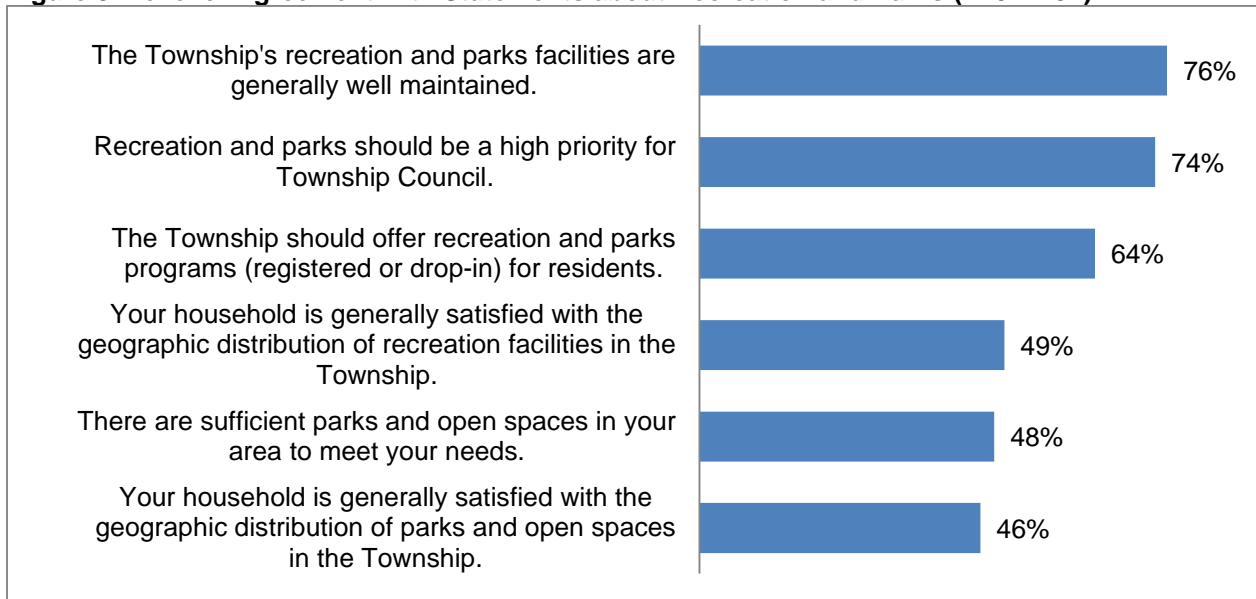 The Township's recreation and parks facilities are
generally well maintained.
76%
Recreation and parks should be a high priority for
Township Council.
74%
The Township should offer recreation and parks
programs (registered or drop-in) for residents.
64%
Your household is generally satisfied with the
geographic distribution of recreation facilities in the
Township.
49%
There are sufficient parks and open spaces in your
area to meet your needs.
48%
Your household is generally satisfied with the
geographic distribution of parks and open spaces
in the Township.
46%